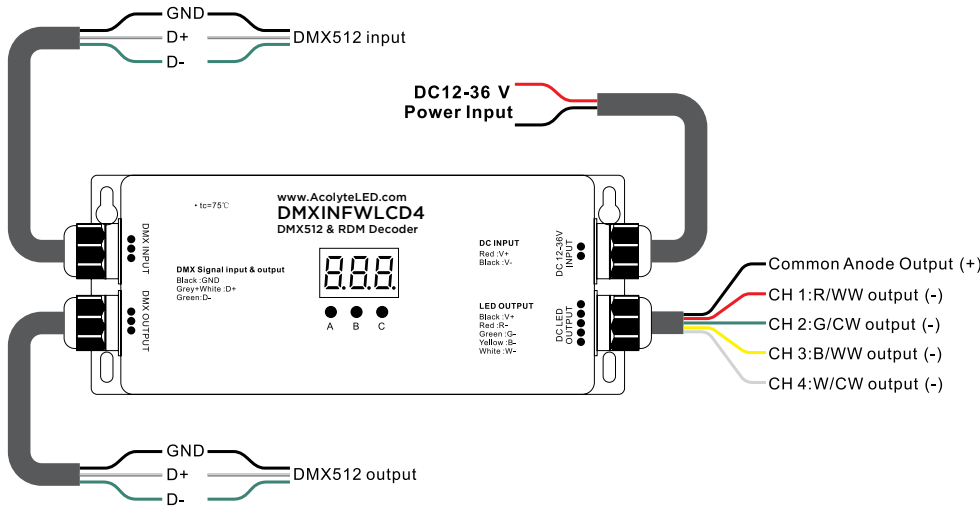 GND
D+
D-
DMX512 input
DC12-36 V
Power Input
• tc=75℃
www.AcolyteLED.com
DMXINFWLCD4
DMX512 & RDM Decoder
DMX INPUT
DMX OUTPUT
DMX Signal input & output
Black :GND
Grey+White :D+
Green:D-
8.8.8.
A B C
DC INPUT
Red :V+
Black :V-
LED OUTPUT
Black :V+
Red :R-
Green :G-
Yellow :B-
White :W-
DC 12-36V
INPUT
DC LED
OUTPUT
Common Anode Output (+)
CH 1:R/WW output (-)
CH 2:G/CW output (-)
CH 3:B/WW output (-)
CH 4:W/CW output (-)
GND
D+
D-
DMX512 output